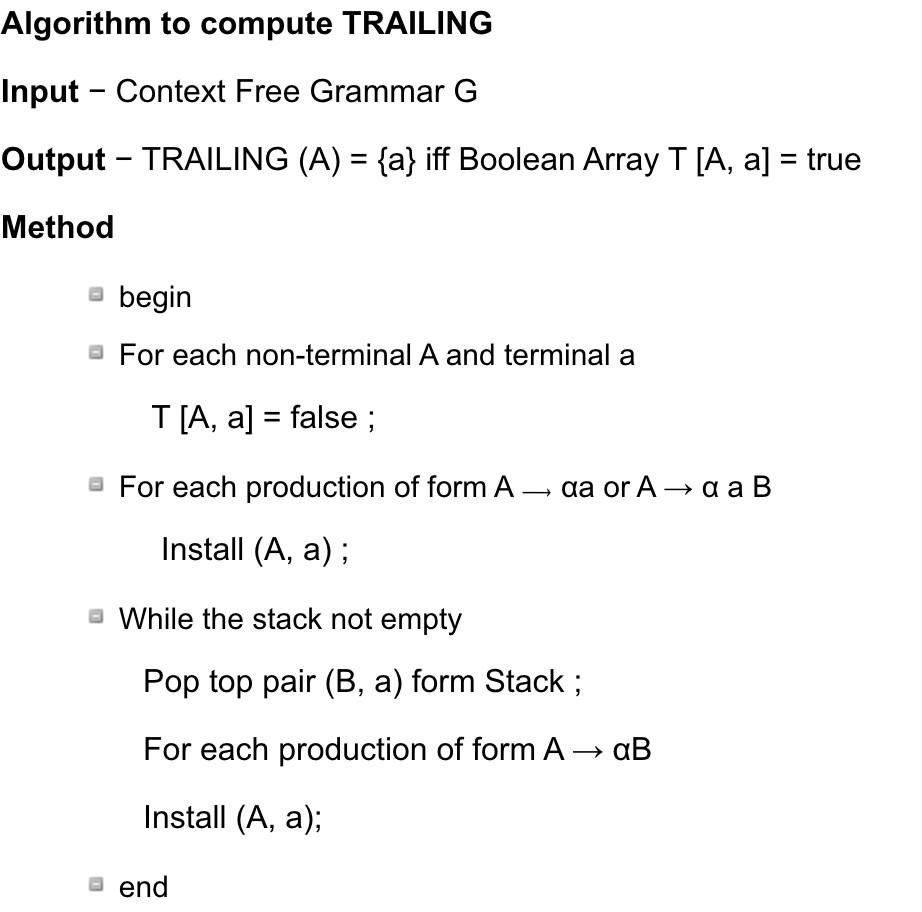 Algorithm to compute TRAILING
Input − Context Free Grammar G
Output − TRAILING (A) = {a} iff Boolean Array T [A, a] = true
Method
begin
For each non-terminal A and terminal a
T [A, a] = false ;
For each production of form A ⟶ αa or A → α a B
Install (A, a) ;
While the stack not empty
Pop top pair (B, a) form Stack ;
For each production of form A → αB
Install (A, a);
end